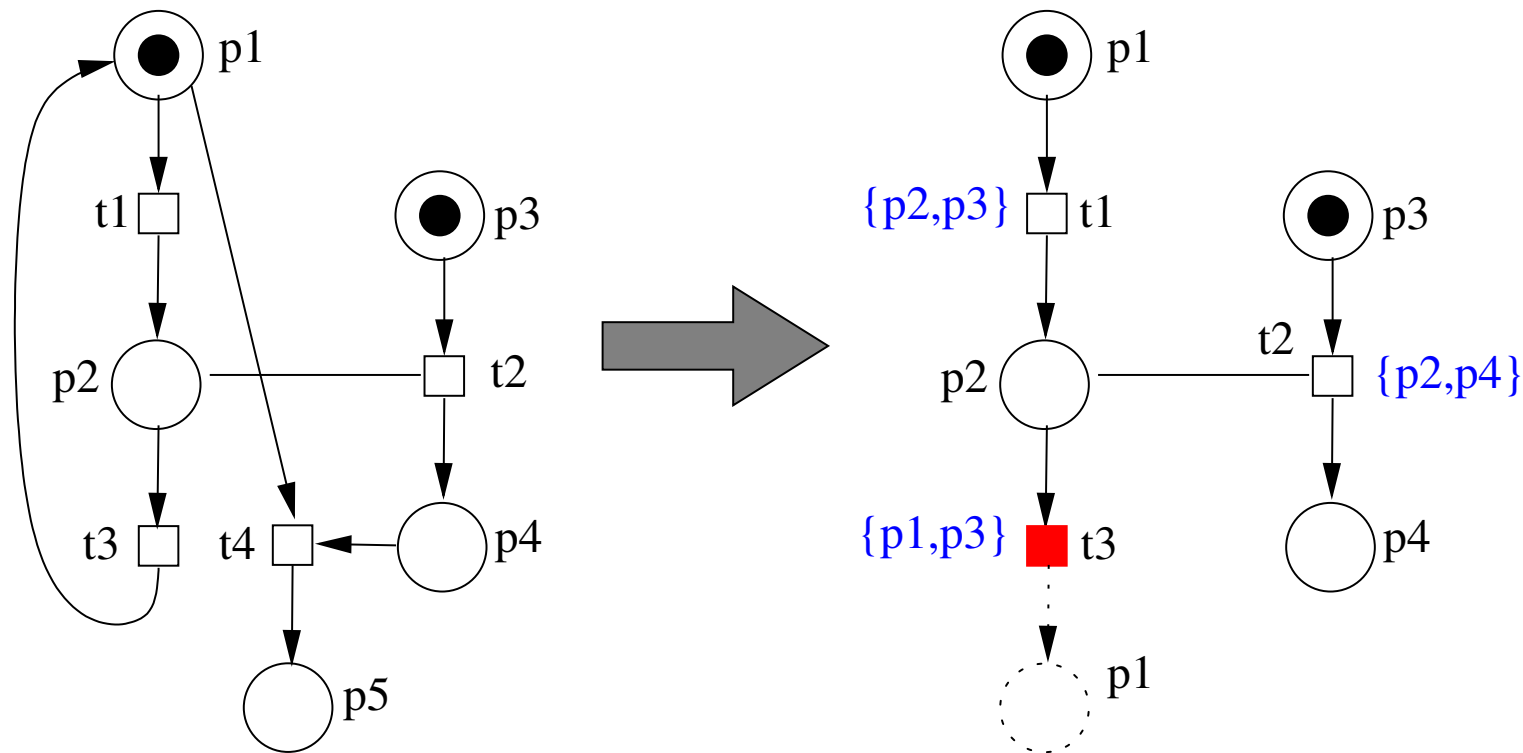 p1
t1
p3
p2
t2
t3
t4
p4
p5
p1
{p2,p3}
t1
p3
t2
p2
{p2,p4}
{p1,p3}
t3
p4
p1